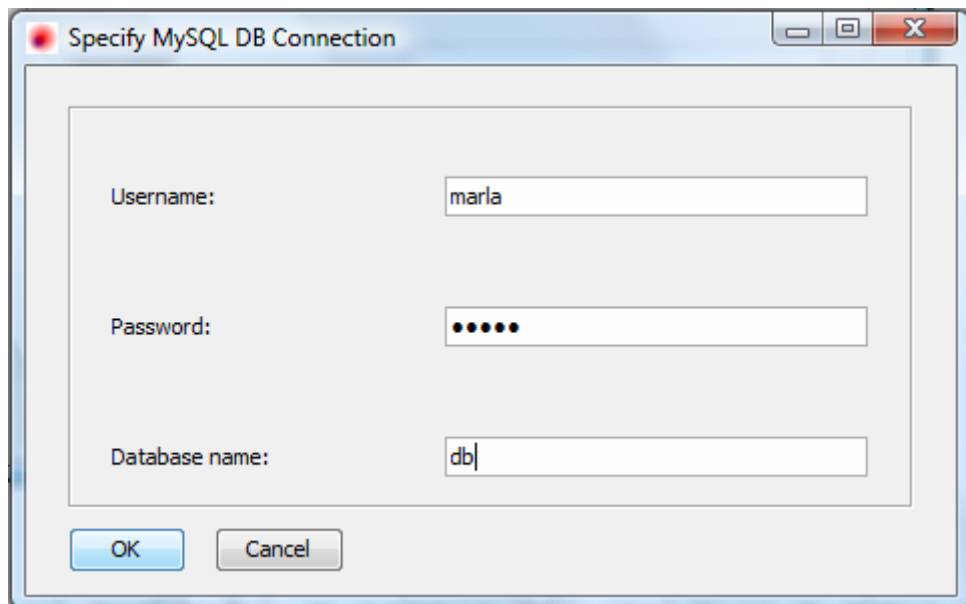 Specify MySQL DB Connection
Username: marla
Password: •••••
Database name: db
OK Cancel